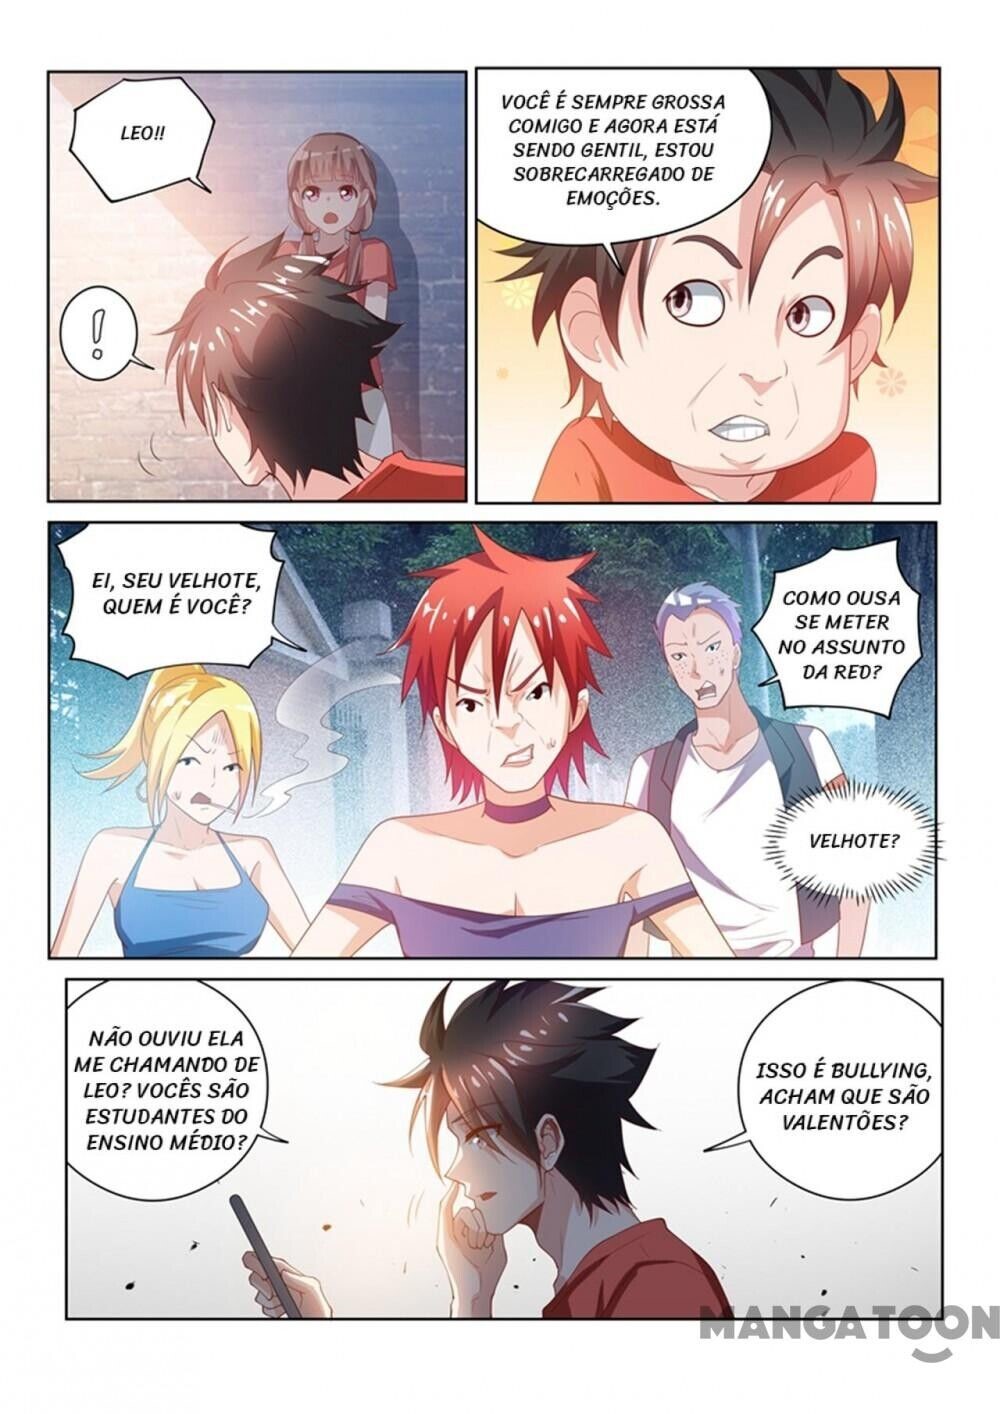 LEO!!
!
VOCÊ É SEMPRE GROSSA
COMIGO E AGORA ESTÁ
SENDO GENTIL, ESTOU
SOBRECARREGADO DE
EMOÇÕES.
EI, SEU VELHOTE,
QUEM É VOCÊ?
COMO OUSA
SE METER
NO ASSUNTO
DA RED?
VELHOTE?
NÃO OUVIU ELA
ME CHAMANDO DE
LEO? VOCÊS SÃO
ESTUDANTES DO
ENSINO MÉDIO?
ISSO É BULLYING,
ACHAM QUE SÃO
VALENTÕES?
MANGATOON